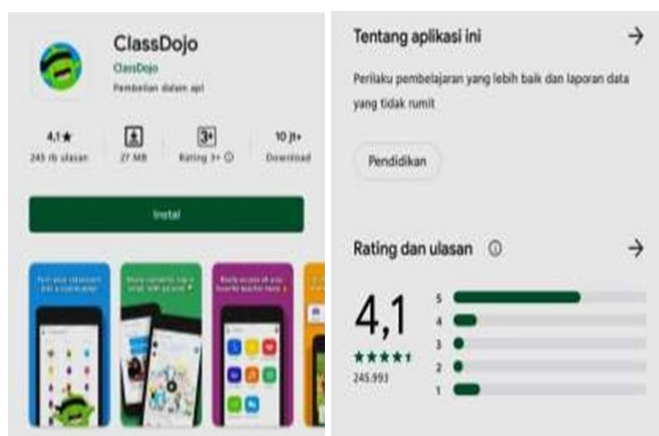 ClassDojo
ClassDojo
Pembelian dalam apl
4,1★
245 rb ulasan
27 MB
3+
Rating 3+
10 jt+
Download
Instal
Tentang aplikasi ini
Perilaku pembelajaran yang lebih baik dan laporan data
yang tidak rumit
Pendidikan
Rating dan ulasan
4,1
245.993
5
4
3
2
1